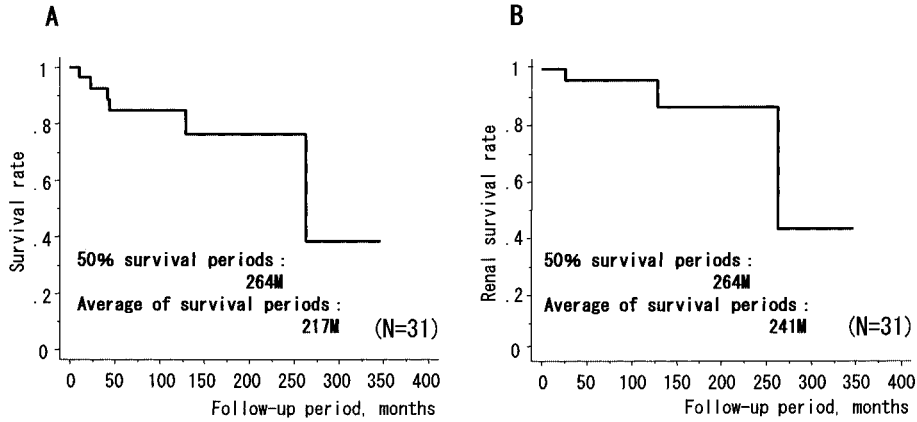 A
Survival rate
1
.8
.6
.4
.2
0
50% survival periods :
264M
Average of survival periods :
217M
(N=31)
0 50 100 150 200 250 300 350 400
Follow-up period, months
B
Renal survival rate
1
.8
.6
.4
.2
0
50% survival periods :
264M
Average of survival periods :
241M
(N=31)
0 50 100 150 200 250 300 350 400
Follow-up period, months